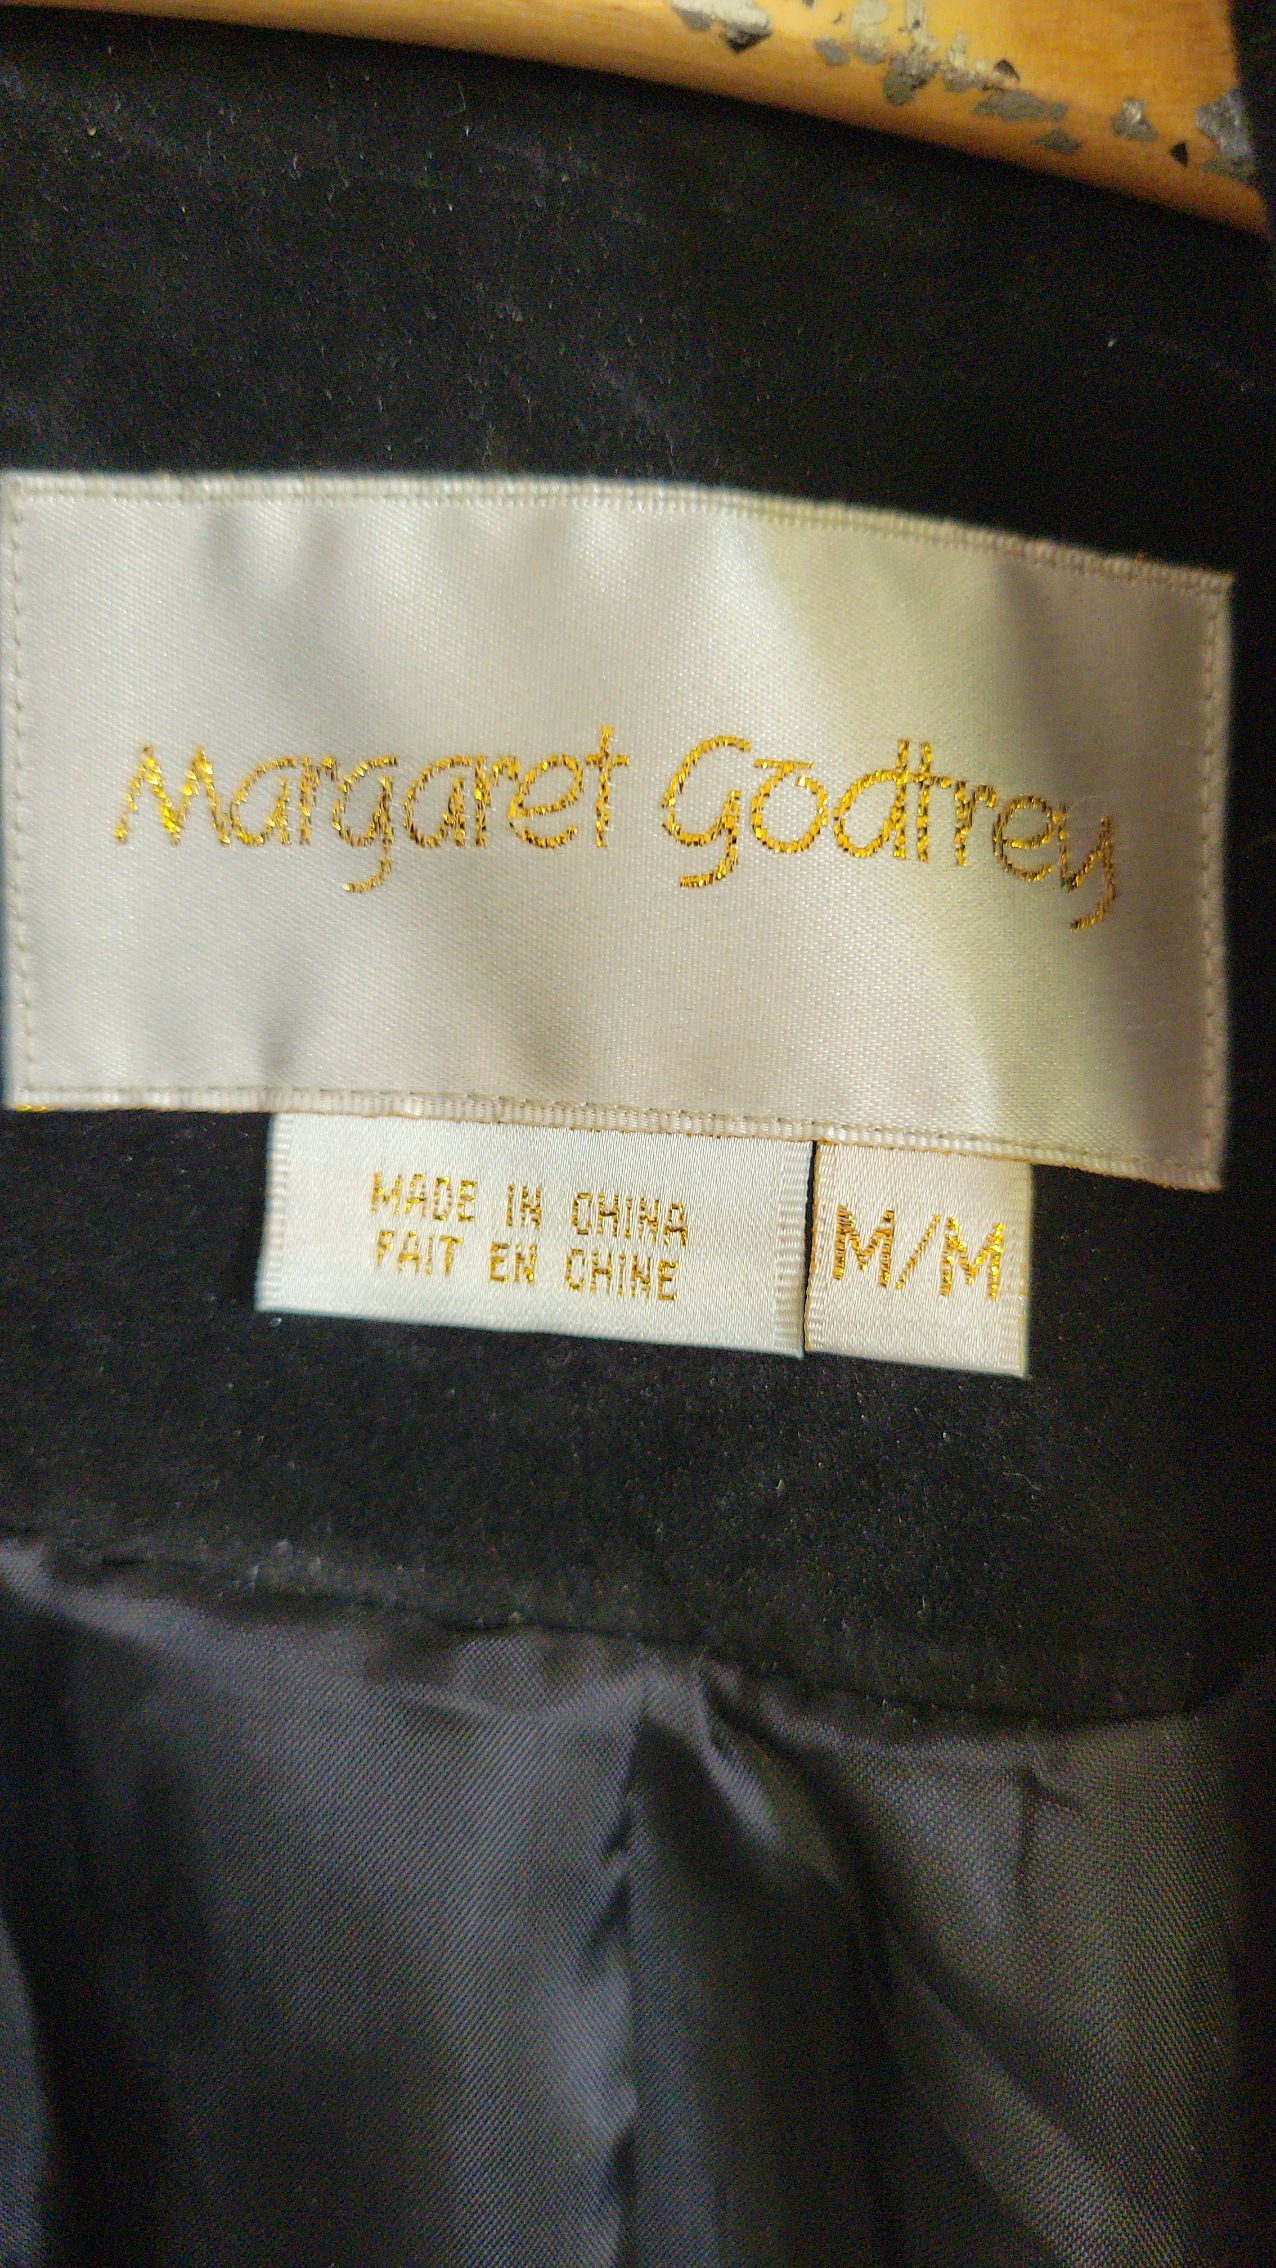 Margaret Godfrey
MADE IN CHINA
FAIT EN CHINE
M/M